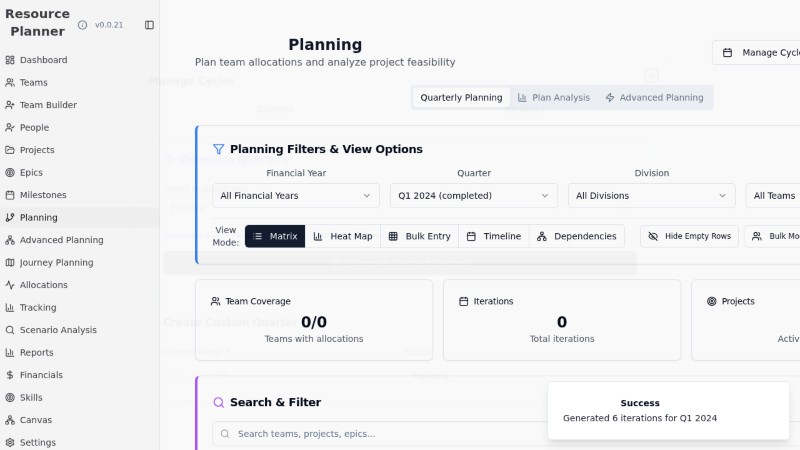 Resource Planner
v0.0.21
Dashboard
Teams
Team Builder
People
Projects
Epics
Milestones
Planning
Advanced Planning
Journey Planning
Allocations
Tracking
Scenario Analysis
Reports
Financials
Skills
Canvas
Settings
Planning
Plan team allocations and analyze project feasibility
Manage Cycle
Manage Cycles
Quarterly Planning
Plan Analysis
Advanced Planning
Planning Filters & View Options
Financial Year
Quarter
Division
All Financial Years
Q1 2024 (completed)
All Divisions
All Teams
View Mode:
Matrix
Heat Map
Bulk Entry
Timeline
Dependencies
Hide Empty Rows
Bulk Mo
Team Coverage
0/0
Teams with allocations
Iterations
0
Total iterations
Projects
Activ
Create Custom Quarter
Search & Filter
Search teams, projects, epics...
Success
Generated 6 iterations for Q1 2024